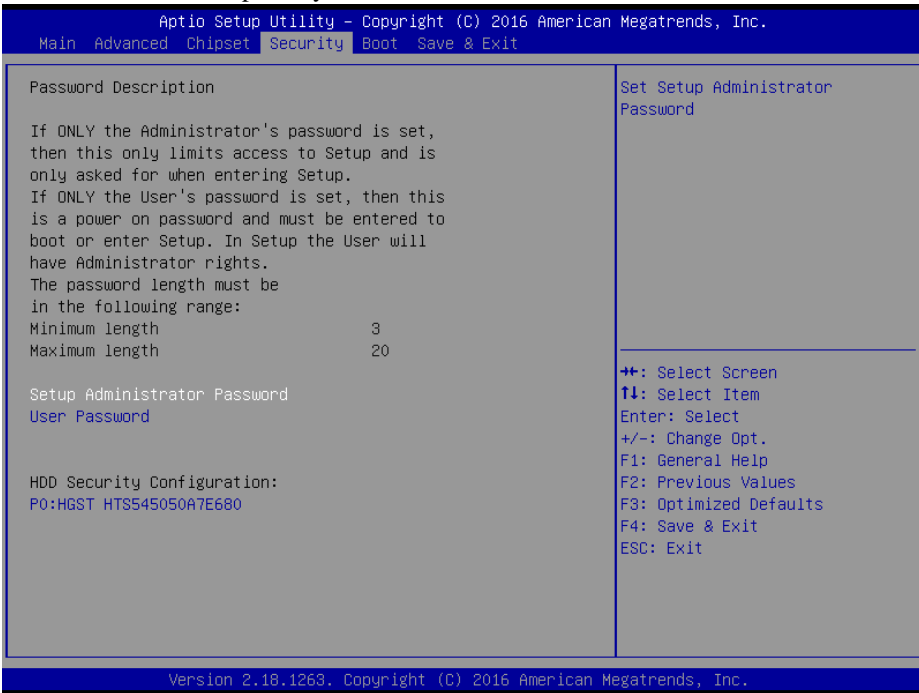 Aptio Setup Utility – Copyright (C) 2016 American Megatrends, Inc.
Main Advanced Chipset Security Boot Save & Exit
Password Description
If ONLY the Administrator's password is set,
then this only limits access to Setup and is
only asked for when entering Setup.
If ONLY the User's password is set, then this
is a power on password and must be entered to
boot or enter Setup. In Setup the User will
have Administrator rights.
The password length must be
in the following range:
Minimum length 3
Maximum length 20
Setup Administrator Password
User Password
HDD Security Configuration:
P0:HGST HTS545050A7E680
Set Setup Administrator
Password
→←: Select Screen
↑↓: Select Item
Enter: Select
+/-: Change Opt.
F1: General Help
F2: Previous Values
F3: Optimized Defaults
F4: Save & Exit
ESC: Exit
Version 2.18.1263. Copyright (C) 2016 American Megatrends, Inc.